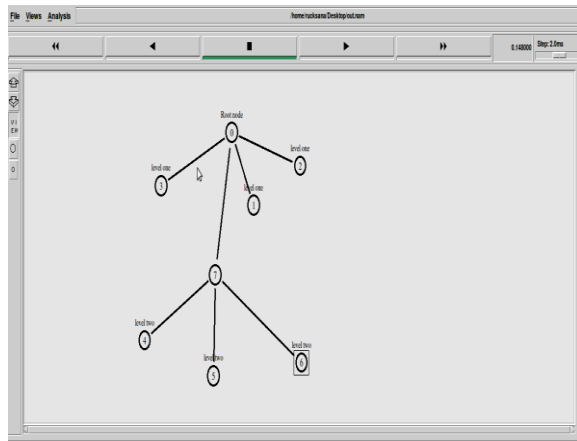 File Views Analysis /home/rucksana/Desktop/out.nam
0.148000 Step: 2.0ms
Root node
0
level one
2
level one
3
level one
1
7
level two
4
level two
6
level two
5